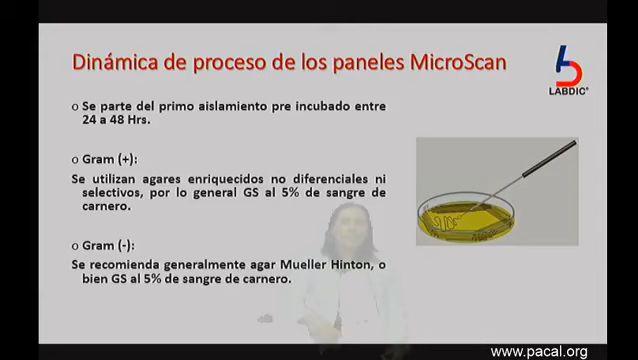 Dinámica de proceso de los paneles MicroScan
LABDIC®
o Se parte del primo aislamiento pre incubado entre
24 a 48 Hrs.
o Gram (+):
Se utilizan agares enriquecidos no diferenciales ni
selectivos, por lo general GS al 5% de sangre de
carnero.
o Gram (-):
Se recomienda generalmente agar Mueller Hinton, o
bien GS al 5% de sangre de carnero.
www.pacal.org